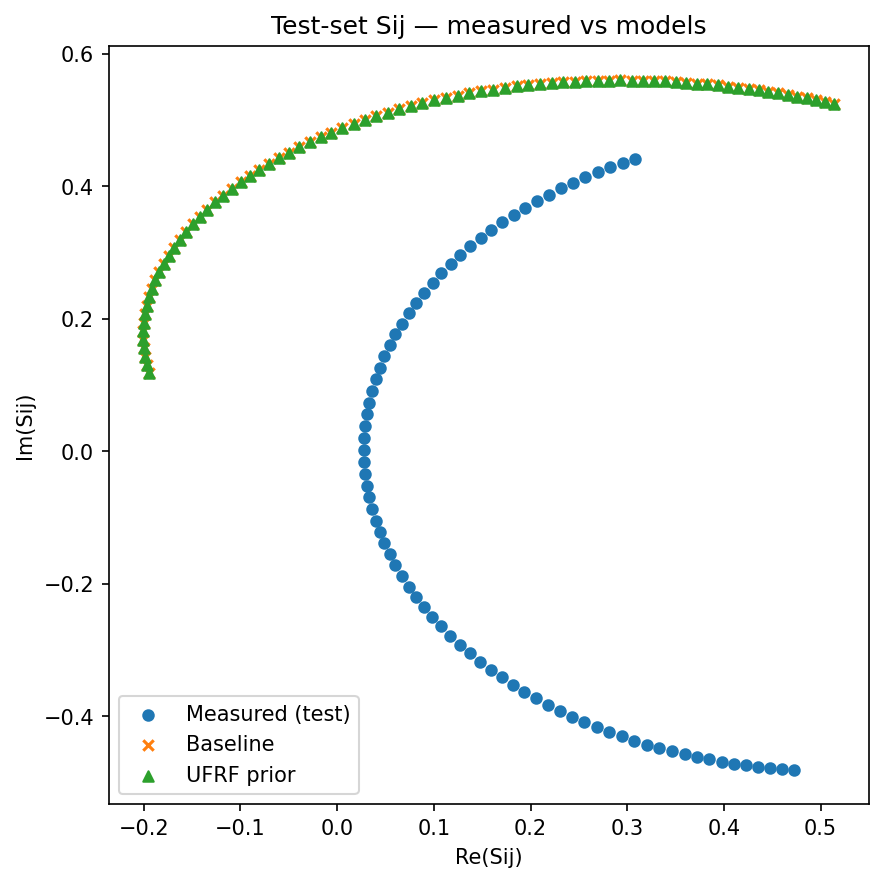 Test-set Sij — measured vs models
0.6
0.4
0.2
0.0
−0.2
−0.4
Im(Sij)
Measured (test)
Baseline
UFRF prior
−0.2 −0.1 0.0 0.1 0.2 0.3 0.4 0.5
Re(Sij)